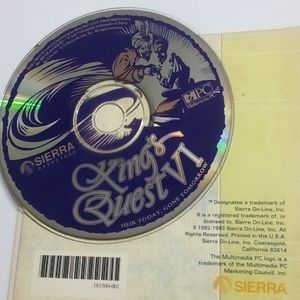 MPC
Multimedia PC
SIERRA
King's
Quest VI
HEIR TODAY, GONE TOMORROW
™ Designates a trademark of
Sierra On-Line, Inc.
® is a registered trademark of, or
licensed to, Sierra On-Line, Inc.
© 1992-1993 Sierra On-Line, Inc. All
Rights Reserved. Printed in the U.S.A.
Sierra On-Line, Inc. Coarsegold,
California 93614
The Multimedia PC logo is a
trademark of the Multimedia PC
Marketing Council, Inc.
181300-001
SIERRA